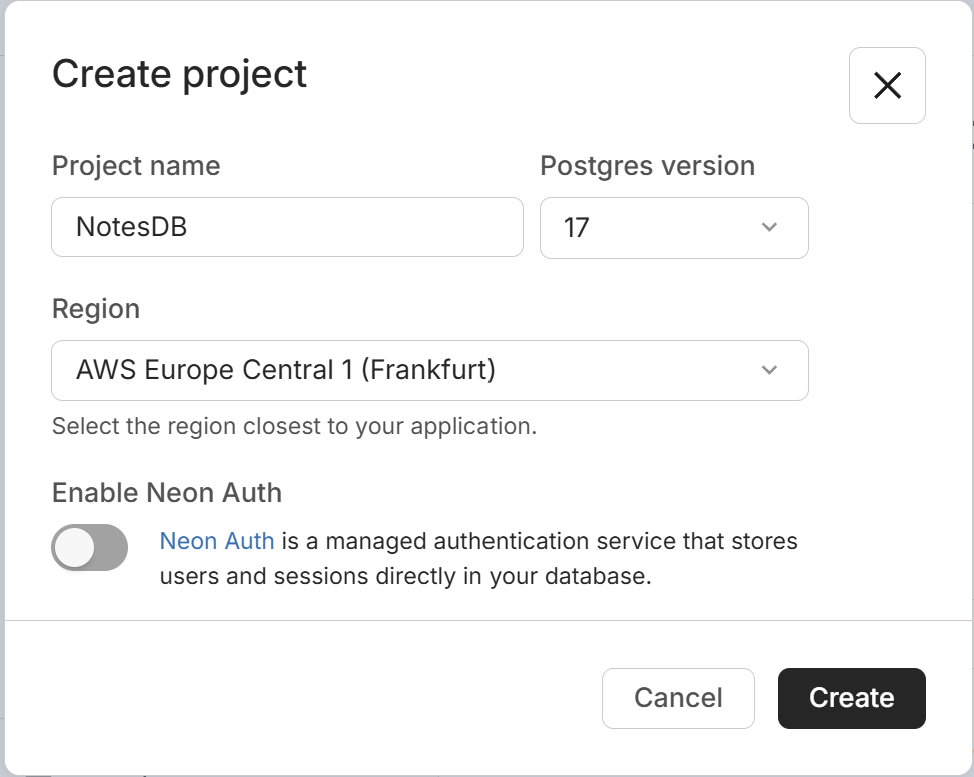 Create project
Project name
Postgres version
NotesDB
17
Region
AWS Europe Central 1 (Frankfurt)
Select the region closest to your application.
Enable Neon Auth
Neon Auth is a managed authentication service that stores
users and sessions directly in your database.
Cancel
Create